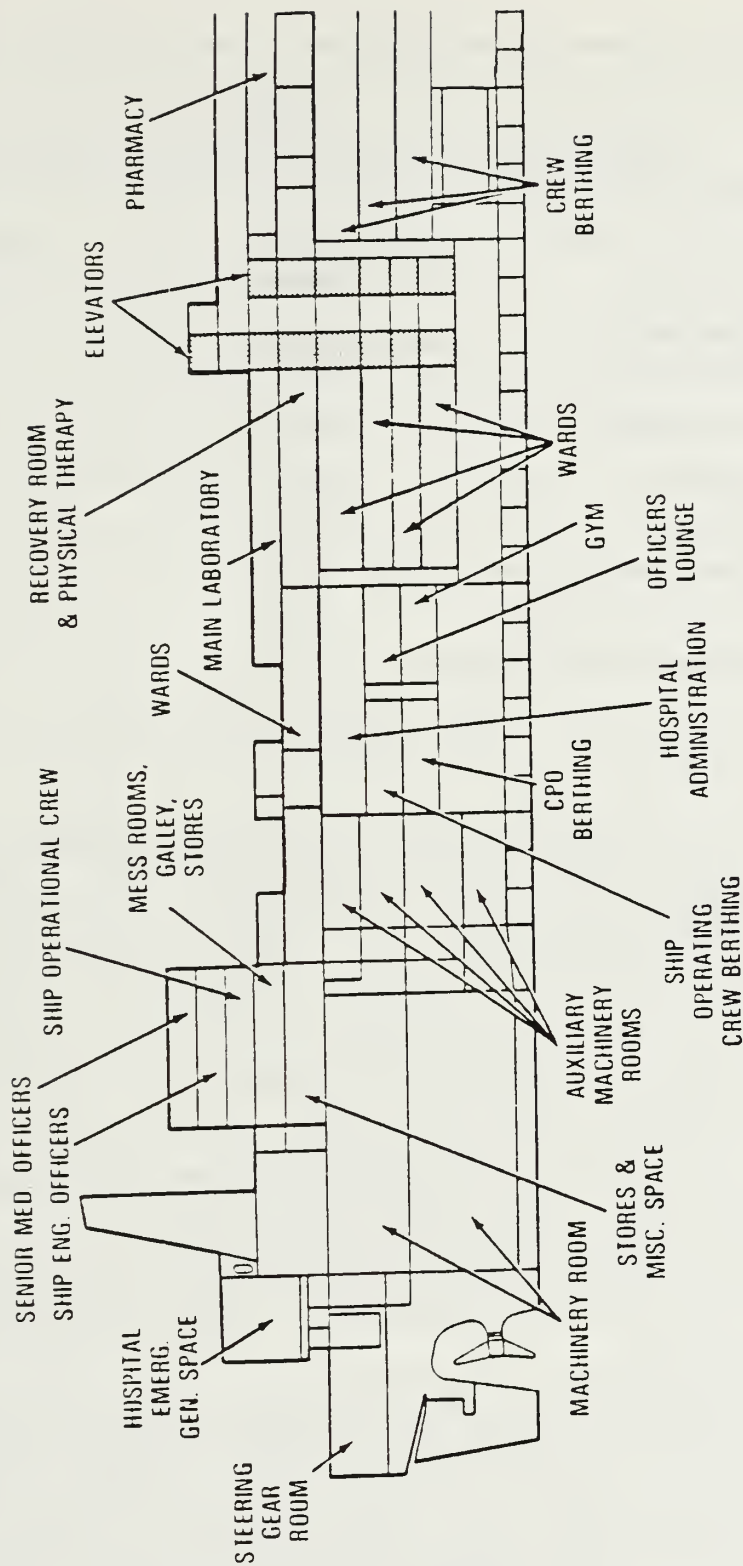 SENIOR MED. OFFICERS
SHIP ENG. OFFICERS
SHIP OPERATIONAL CREW
MESS ROOMS,
GALLEY,
STORES
WARDS
MAIN LABORATORY
RECOVERY ROOM
& PHYSICAL THERAPY
ELEVATORS
PHARMACY
HOSPITAL
EMERG.
GEN. SPACE
STEERING
GEAR
ROOM
MACHINERY ROOM
STORES &
MISC. SPACE
AUXILIARY
MACHINERY
ROOMS
SHIP
OPERATING
CREW BERTHING
CPO
BERTHING
HOSPITAL
ADMINISTRATION
OFFICERS
LOUNGE
GYM
WARDS
CREW
BERTHING